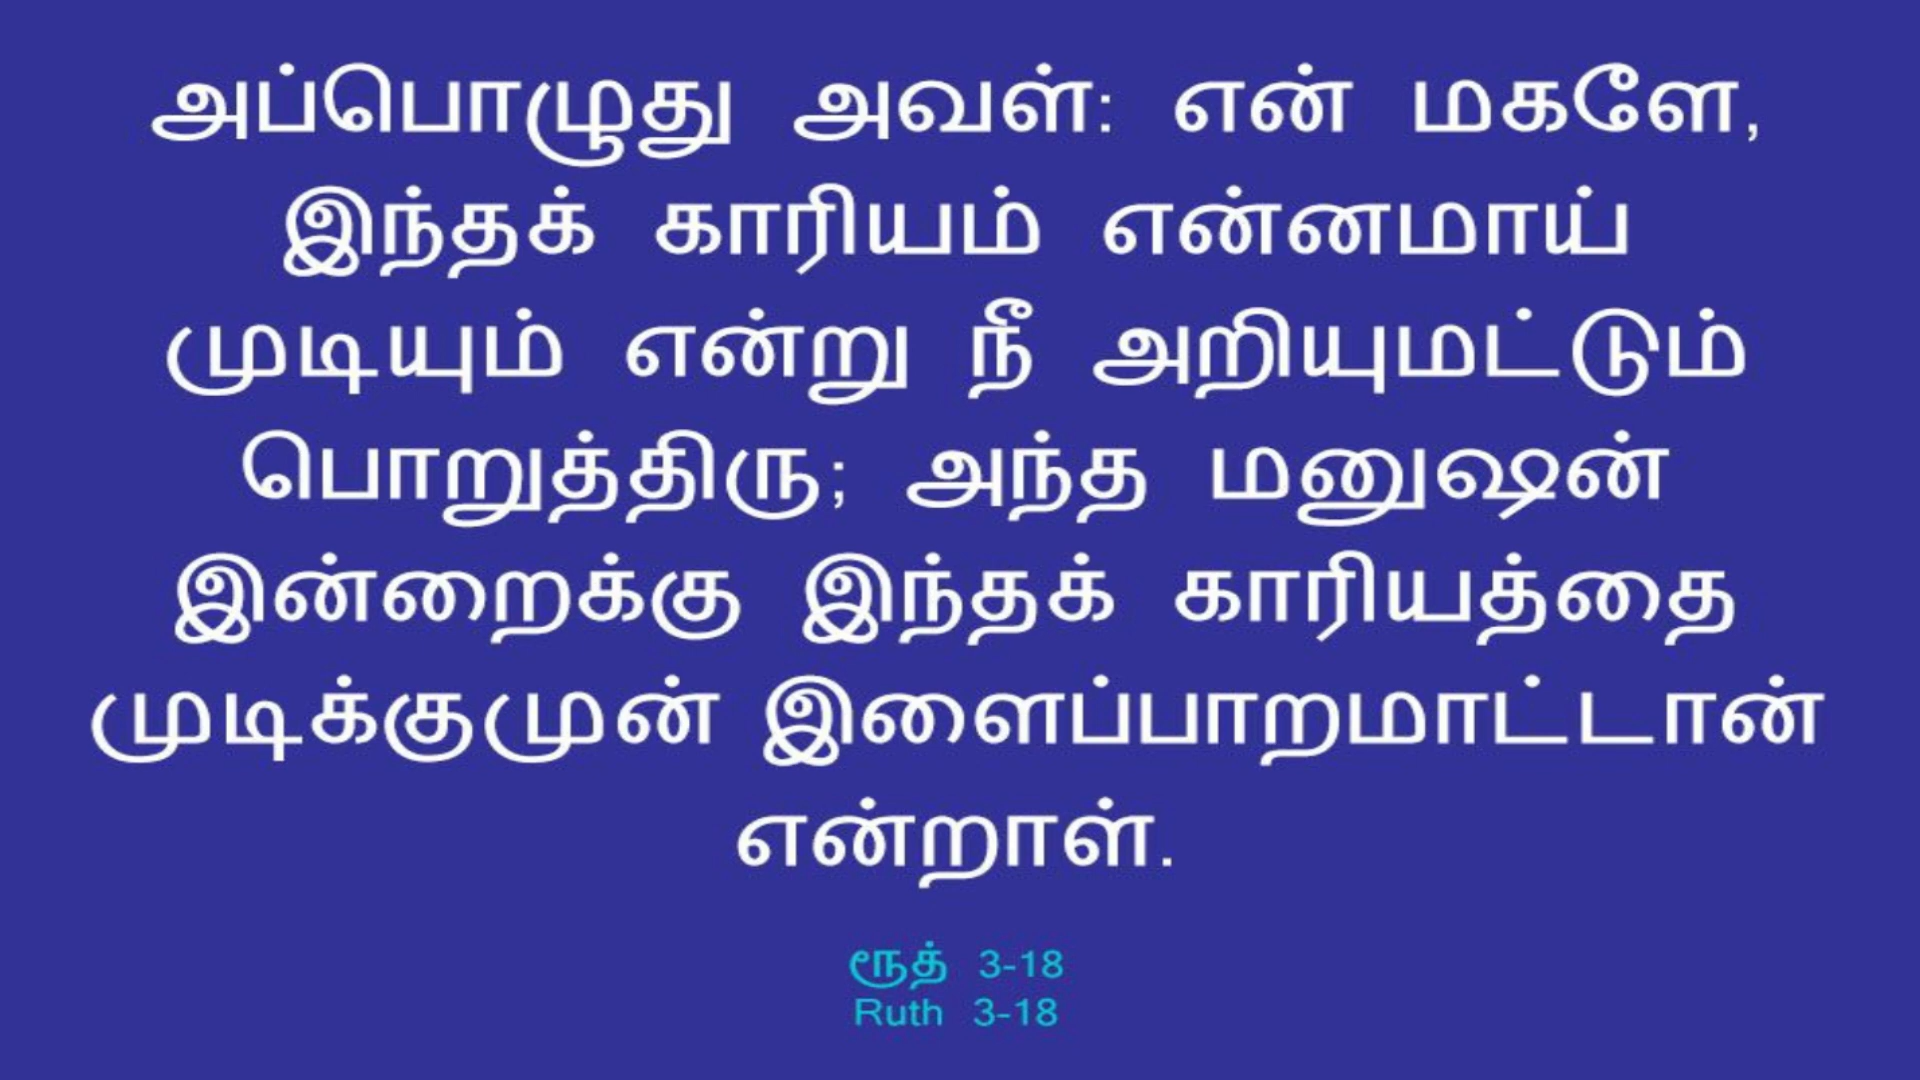 அப்பொழுது அவள்: என் மகளே,
இந்தக் காரியம் என்னமாய்
முடியும் என்று நீ அறியுமட்டும்
பொறுத்திரு; அந்த மனுஷன்
இன்றைக்கு இந்தக் காரியத்தை
முடிக்குமுன் இளைப்பாறமாட்டான்
என்றாள்.
ரூத் 3-18
Ruth 3-18